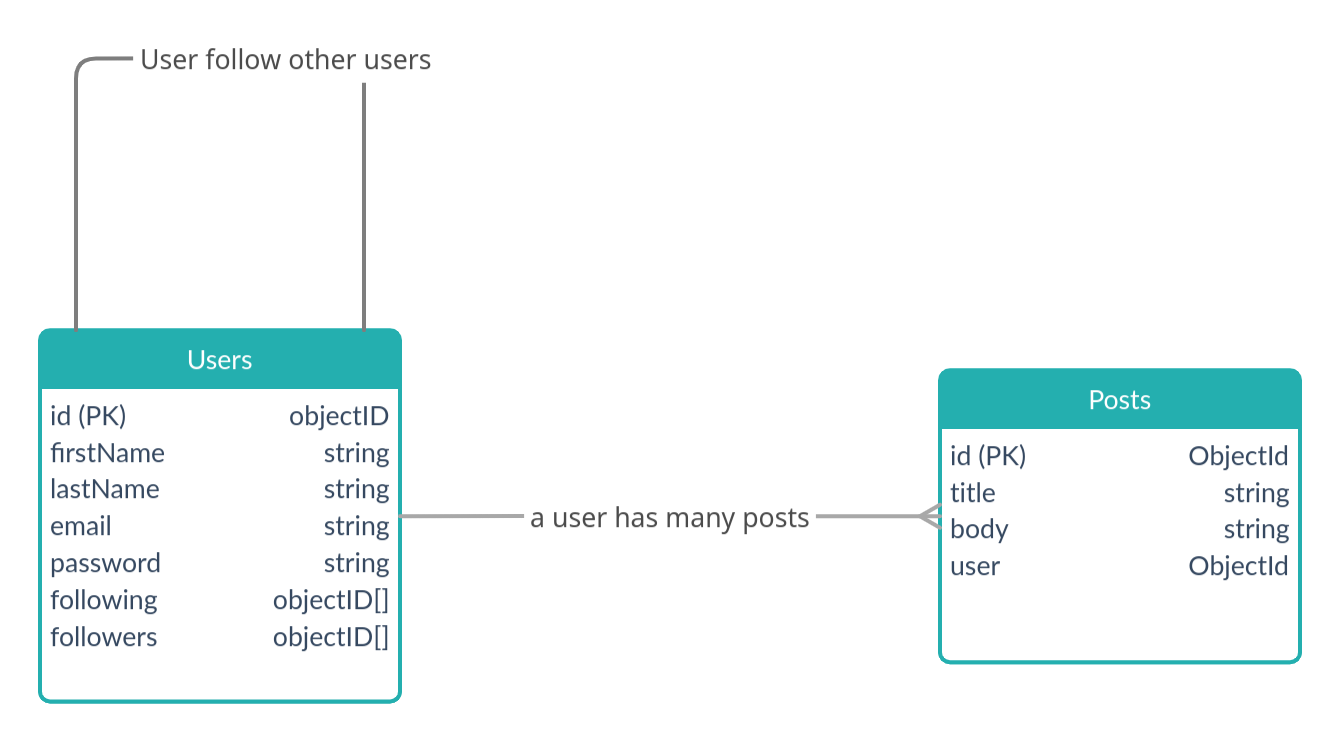 User follow other users
Users
id (PK) objectID
firstName string
lastName string
email string
password string
following objectID[]
followers objectID[]
a user has many posts
Posts
id (PK) ObjectId
title string
body string
user ObjectId